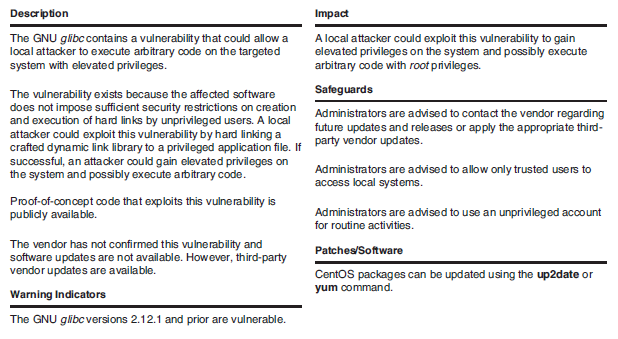 Description
The GNU glibc contains a vulnerability that could allow a
local attacker to execute arbitrary code on the targeted
system with elevated privileges.
The vulnerability exists because the affected software
does not impose sufficient security restrictions on creation
and execution of hard links by unprivileged users. A local
attacker could exploit this vulnerability by hard linking a
crafted dynamic link library to a privileged application file. If
successful, an attacker could gain elevated privileges on
the system and possibly execute arbitrary code.
Proof-of-concept code that exploits this vulnerability is
publicly available.
The vendor has not confirmed this vulnerability and
software updates are not available. However, third-party
vendor updates are available.
Warning Indicators
The GNU glibc versions 2.12.1 and prior are vulnerable.
Impact
A local attacker could exploit this vulnerability to gain
elevated privileges on the system and possibly execute
arbitrary code with root privileges.
Safeguards
Administrators are advised to contact the vendor regarding
future updates and releases or apply the appropriate third-
party vendor updates.
Administrators are advised to allow only trusted users to
access local systems.
Administrators are advised to use an unprivileged account
for routine activities.
Patches/Software
CentOS packages can be updated using the up2date or
yum command.